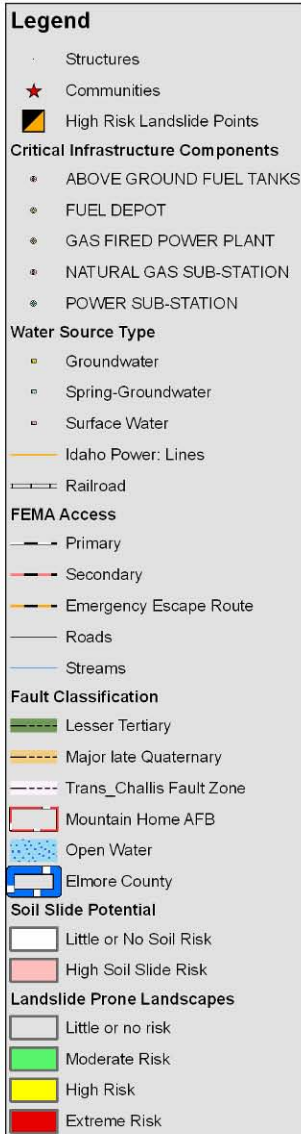 Legend
Structures
Communities
High Risk Landslide Points
Critical Infrastructure Components
ABOVE GROUND FUEL TANKS
FUEL DEPOT
GAS FIRED POWER PLANT
NATURAL GAS SUB-STATION
POWER SUB-STATION
Water Source Type
Groundwater
Spring-Groundwater
Surface Water
Idaho Power: Lines
Railroad
FEMA Access
Primary
Secondary
Emergency Escape Route
Roads
Streams
Fault Classification
Lesser Tertiary
Major late Quaternary
Trans_Challis Fault Zone
Mountain Home AFB
Open Water
Elmore County
Soil Slide Potential
Little or No Soil Risk
High Soil Slide Risk
Landslide Prone Landscapes
Little or no risk
Moderate Risk
High Risk
Extreme Risk